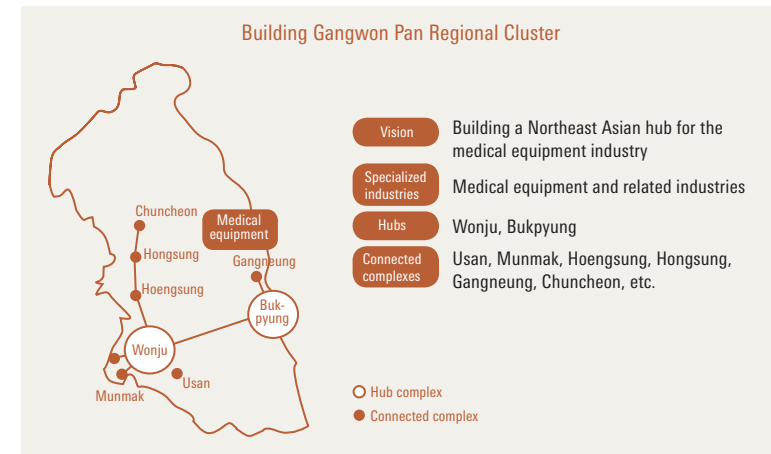 Building Gangwon Pan Regional Cluster
Chuncheon
Medical
equipment
Hongsung
Gangneung
Hoengsung
Buk-
pyung
Wonju
Usan
Munmak
Vision
Building a Northeast Asian hub for the
medical equipment industry
Specialized
industries
Medical equipment and related industries
Hubs
Wonju, Bukpyung
Connected
complexes
Usan, Munmak, Hoengsung, Hongsung,
Gangneung, Chuncheon, etc.
Hub complex
Connected complex